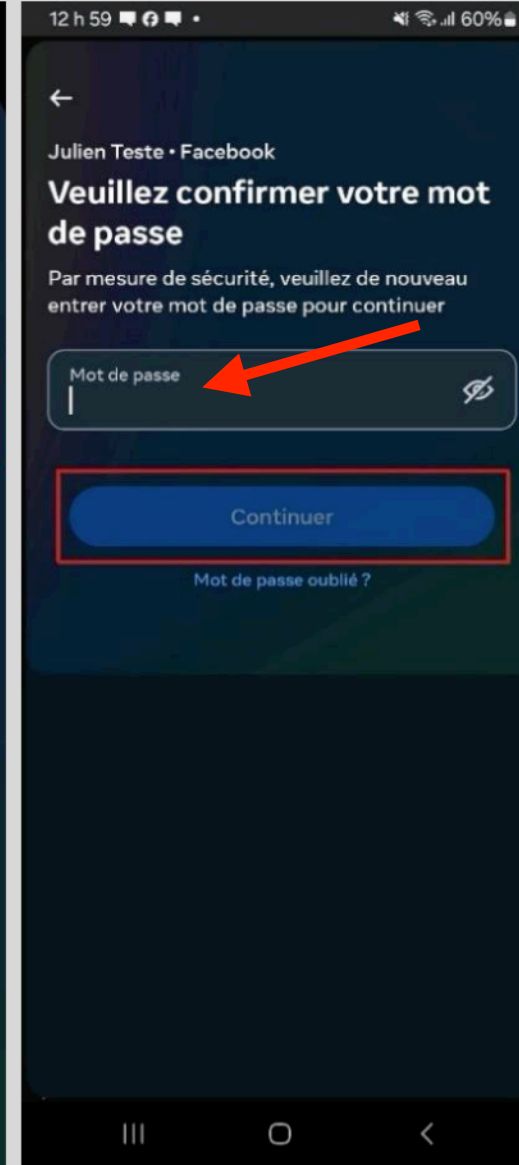 12 h 59
60%
Julien Teste • Facebook
Veuillez confirmer votre mot
de passe
Par mesure de sécurité, veuillez de nouveau
entrer votre mot de passe pour continuer
Mot de passe
Continuer
Mot de passe oublié ?